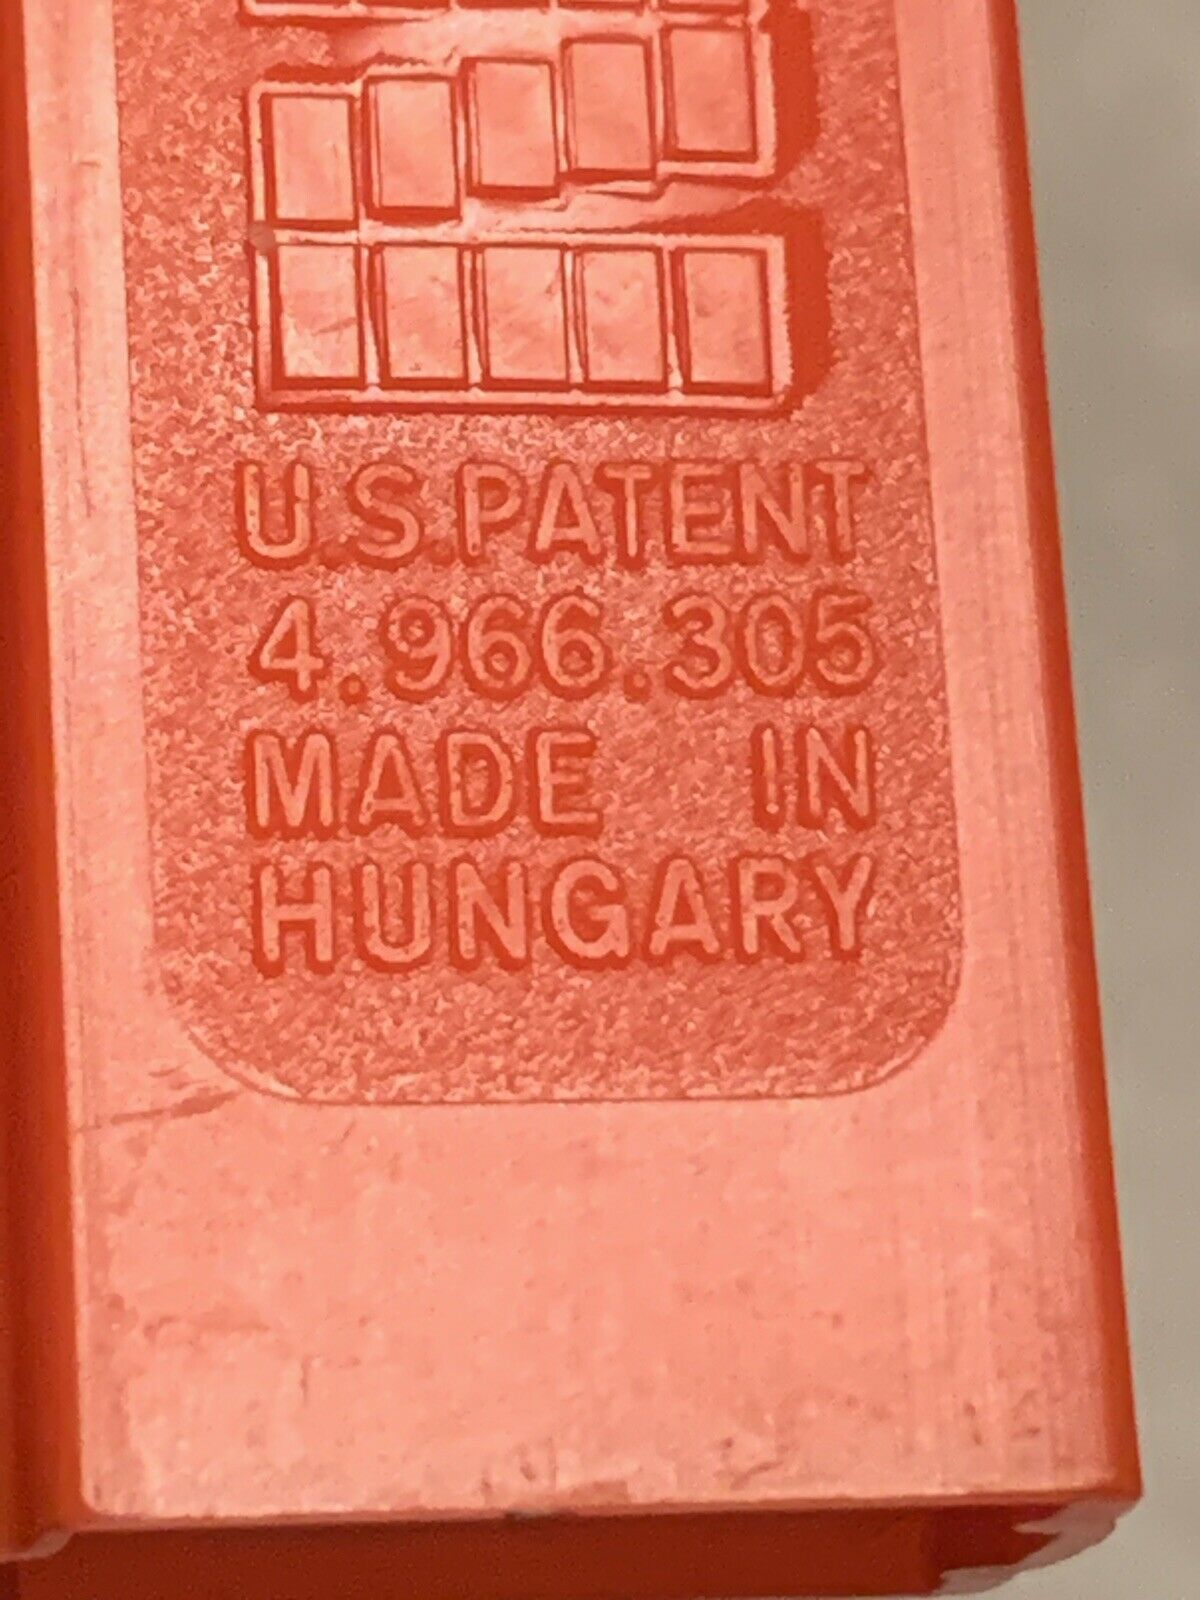 U.S.PATENT
4.966.305
MADE IN
HUNGARY